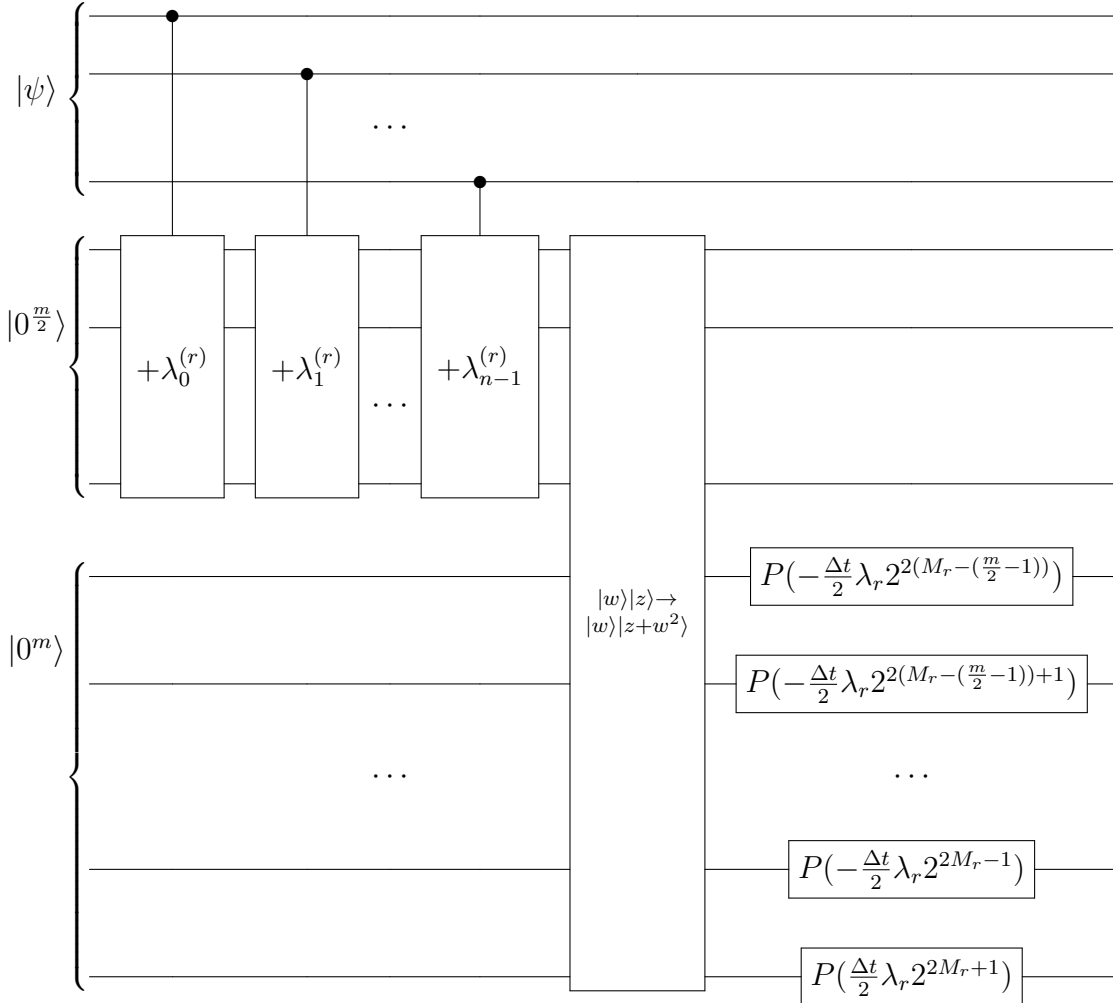 |ψ⟩
· · ·
|0^{\frac{m}{2}}⟩
+λ_0^{(r)} +λ_1^{(r)} +λ_{n-1}^{(r)}
· · ·
P(-\frac{Δt}{2}λ_r 2^{2(M_r-(\frac{m}{2}-1))})
|w⟩|z⟩→
|w⟩|z+w^2⟩
|0^m⟩
P(-\frac{Δt}{2}λ_r 2^{2(M_r-(\frac{m}{2}-1))+1})
· · · · · ·
P(-\frac{Δt}{2}λ_r 2^{2M_r-1})
P(\frac{Δt}{2}λ_r 2^{2M_r+1})